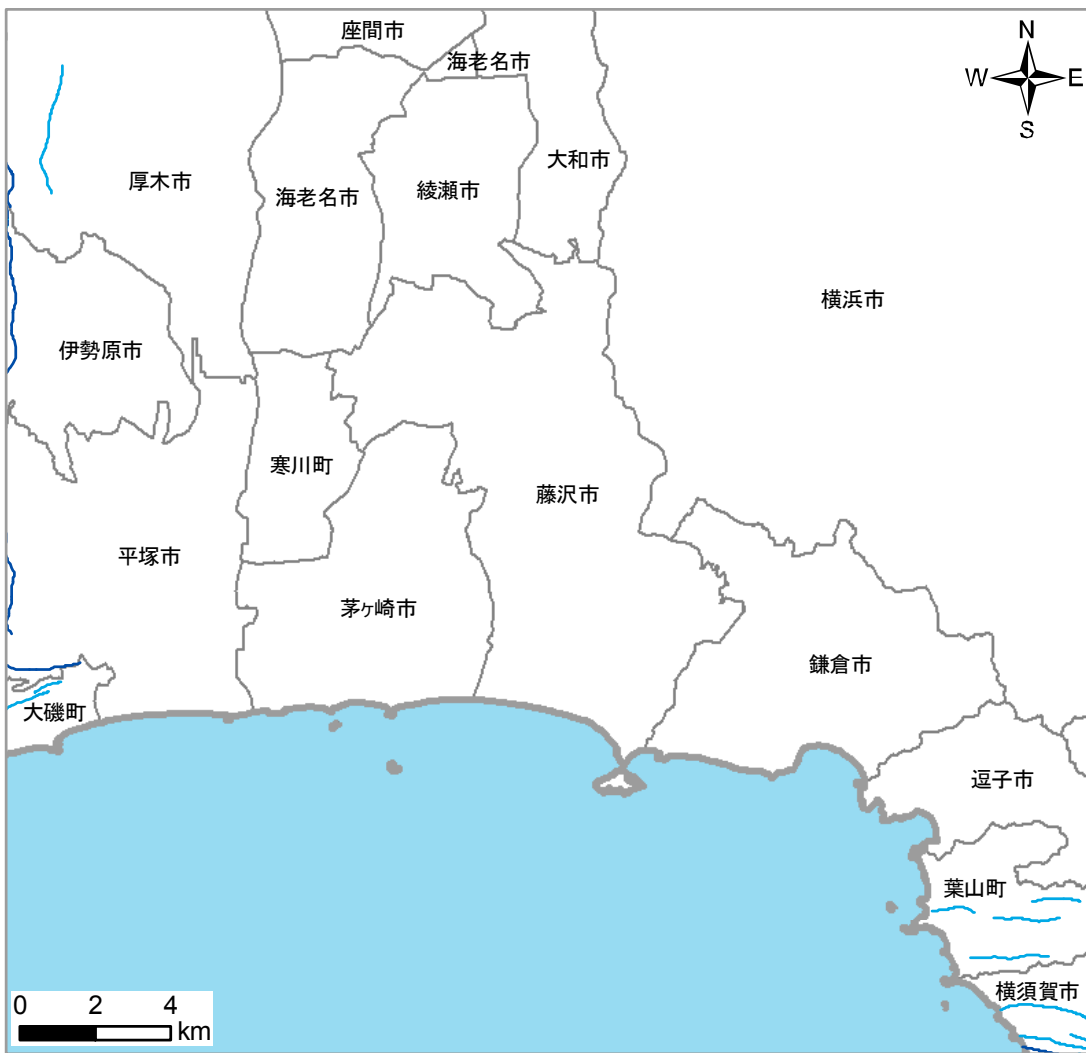 座間市
海老名市
N
W
E
S
厚木市
海老名市
綾瀬市
大和市
横浜市
伊勢原市
寒川町
藤沢市
平塚市
茅ヶ崎市
鎌倉市
大磯町
逗子市
葉山町
横須賀市
0 2 4
km